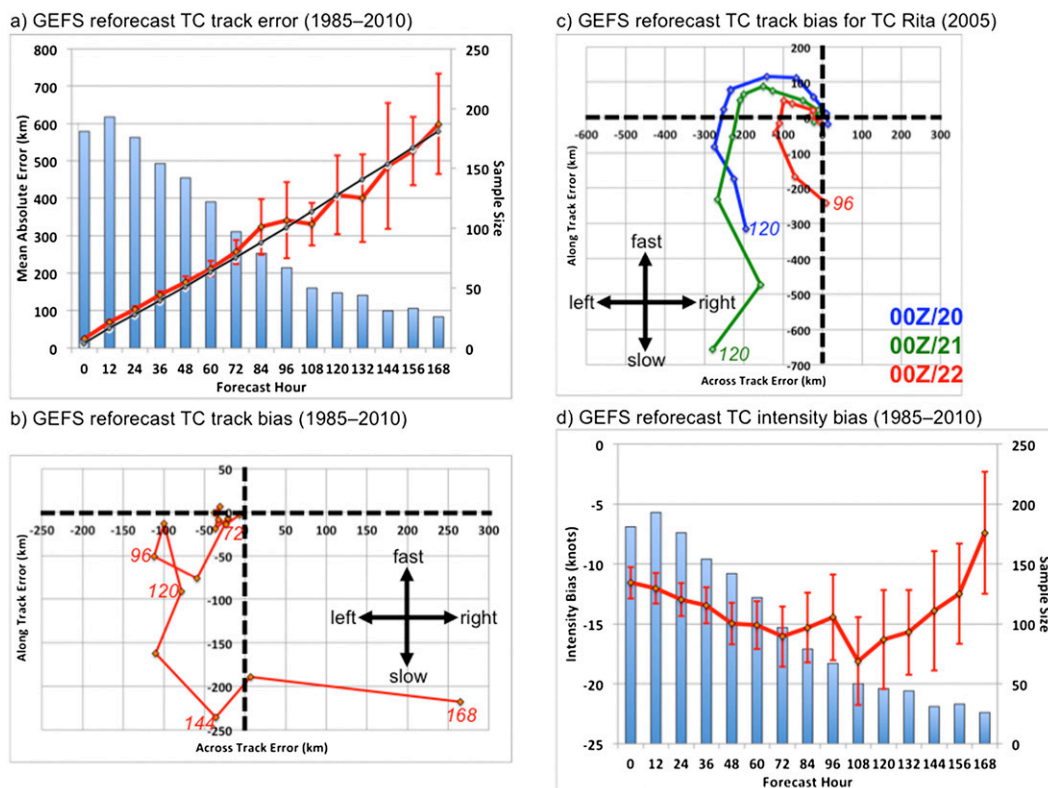 a) GEFS reforecast TC track error (1985–2010)
800
700
600
500
400
300
200
100
0
Mean Absolute Error (km)
250
200
150
100
50
0
Sample Size
0 12 24 36 48 60 72 84 96 108 120 132 144 156 168
Forecast Hour
b) GEFS reforecast TC track bias (1985–2010)
50
0
-50
-100
-150
-200
-250
Along Track Error (km)
-250 -200 -150 -100 -50 0 50 100 150 200 250 300
72
96
120
144
168
fast
left right
slow
Across Track Error (km)
c) GEFS reforecast TC track bias for TC Rita (2005)
200
100
0
-100
-200
-300
-400
-500
-600
-700
Along Track Error (km)
-600 -500 -400 -300 -200 -100 0 100 200 300
96
120
120
fast
left right
slow
00Z/20
00Z/21
00Z/22
Across Track Error (km)
d) GEFS reforecast TC intensity bias (1985–2010)
0
-5
-10
-15
-20
-25
Intensity Bias (knots)
250
200
150
100
50
0
Sample Size
0 12 24 36 48 60 72 84 96 108 120 132 144 156 168
Forecast Hour